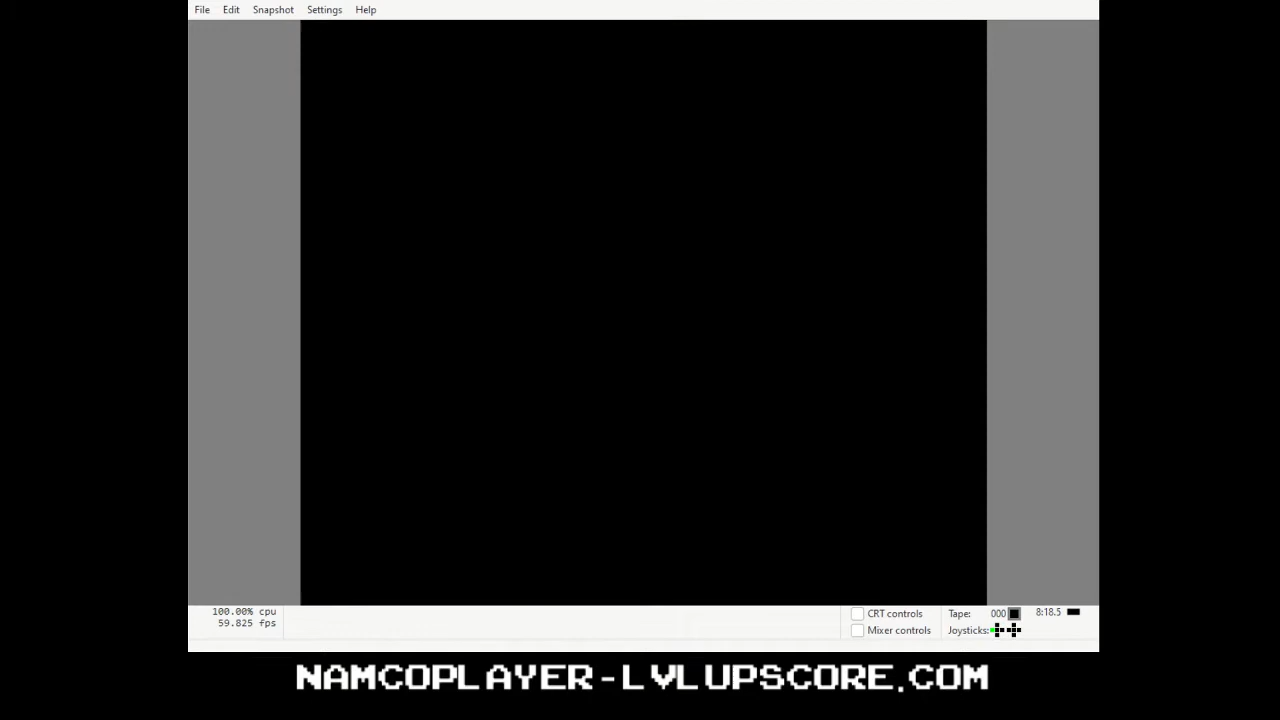 File Edit Snapshot Settings Help
100.00% cpu
59.825 fps
CRT controls
Mixer controls
Tape: 000
Joysticks:
8:18.5
NAMCOPLAYER-LVLUPSCORE.COM